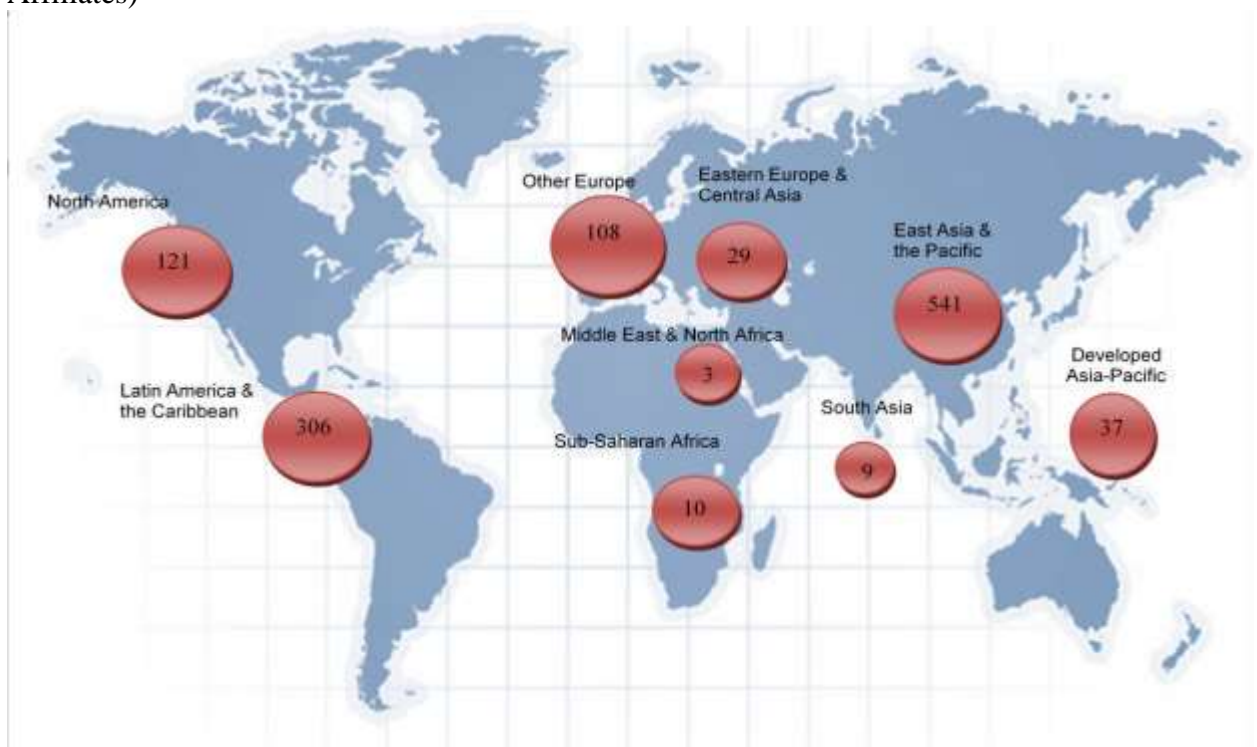 Affiliates)
Other Europe
Eastern Europe &
Central Asia
North America
108
East Asia &
the Pacific
121
29
541
Middle East & North Africa
Developed
Asia-Pacific
3
Latin America &
the Caribbean
South Asia
306
37
Sub-Saharan Africa
9
10